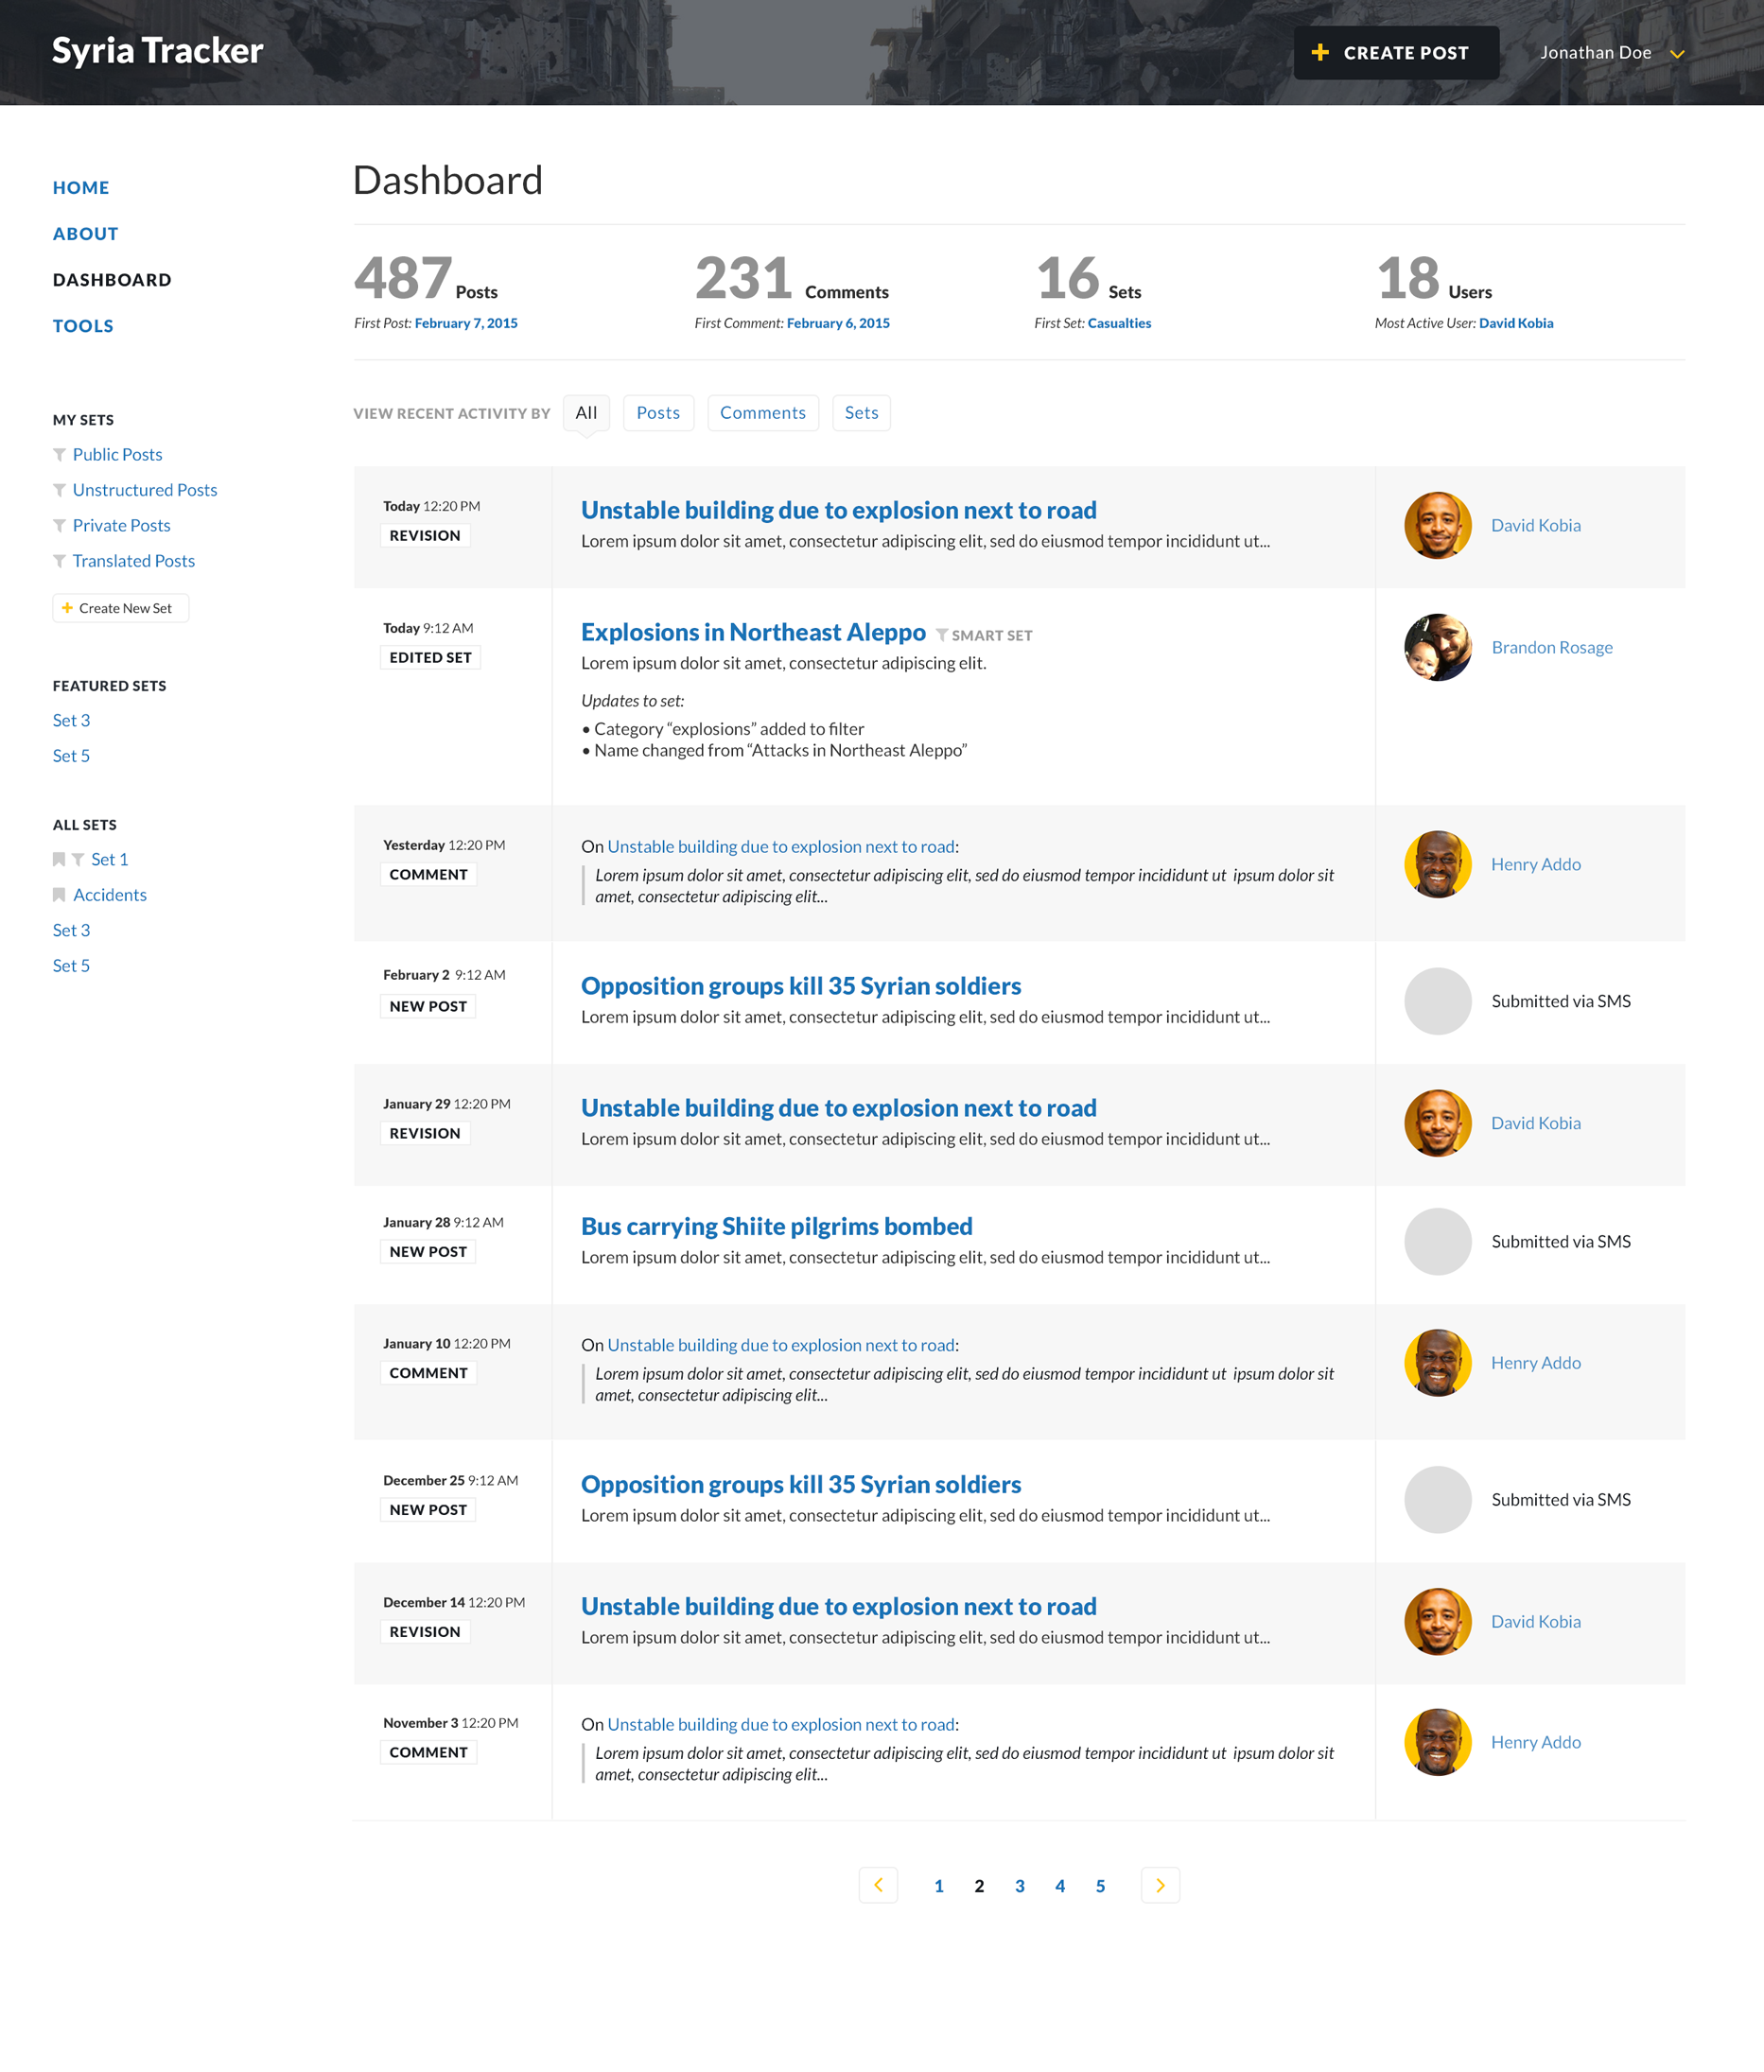 Syria Tracker
CREATE POST
Jonathan Doe
HOME
ABOUT
DASHBOARD
TOOLS
MY SETS
Public Posts
Unstructured Posts
Private Posts
Translated Posts
Create New Set
FEATURED SETS
Set 3
Set 5
ALL SETS
Set 1
Accidents
Set 3
Set 5
Dashboard
487 Posts
First Post: February 7, 2015
231 Comments
First Comment: February 6, 2015
16 Sets
First Set: Casualties
18 Users
Most Active User: David Kobia
VIEW RECENT ACTIVITY BY All Posts Comments Sets
Today 12:20 PM
REVISION
Unstable building due to explosion next to road
Lorem ipsum dolor sit amet, consectetur adipiscing elit, sed do eiusmod tempor incididunt ut...
David Kobia
Today 9:12 AM
EDITED SET
Explosions in Northeast Aleppo SMART SET
Lorem ipsum dolor sit amet, consectetur adipiscing elit.
Updates to set:
• Category “explosions” added to filter
• Name changed from “Attacks in Northeast Aleppo”
Brandon Rosage
Yesterday 12:20 PM
COMMENT
On Unstable building due to explosion next to road:
Lorem ipsum dolor sit amet, consectetur adipiscing elit, sed do eiusmod tempor incididunt ut ipsum dolor sit
amet, consectetur adipiscing elit...
Henry Addo
February 2 9:12 AM
NEW POST
Opposition groups kill 35 Syrian soldiers
Lorem ipsum dolor sit amet, consectetur adipiscing elit, sed do eiusmod tempor incididunt ut...
Submitted via SMS
January 29 12:20 PM
REVISION
Unstable building due to explosion next to road
Lorem ipsum dolor sit amet, consectetur adipiscing elit, sed do eiusmod tempor incididunt ut...
David Kobia
January 28 9:12 AM
NEW POST
Bus carrying Shiite pilgrims bombed
Lorem ipsum dolor sit amet, consectetur adipiscing elit, sed do eiusmod tempor incididunt ut...
Submitted via SMS
January 10 12:20 PM
COMMENT
On Unstable building due to explosion next to road:
Lorem ipsum dolor sit amet, consectetur adipiscing elit, sed do eiusmod tempor incididunt ut ipsum dolor sit
amet, consectetur adipiscing elit...
Henry Addo
December 25 9:12 AM
NEW POST
Opposition groups kill 35 Syrian soldiers
Lorem ipsum dolor sit amet, consectetur adipiscing elit, sed do eiusmod tempor incididunt ut...
Submitted via SMS
December 14 12:20 PM
REVISION
Unstable building due to explosion next to road
Lorem ipsum dolor sit amet, consectetur adipiscing elit, sed do eiusmod tempor incididunt ut...
David Kobia
November 3 12:20 PM
COMMENT
On Unstable building due to explosion next to road:
Lorem ipsum dolor sit amet, consectetur adipiscing elit, sed do eiusmod tempor incididunt ut ipsum dolor sit
amet, consectetur adipiscing elit...
Henry Addo
1 2 3 4 5